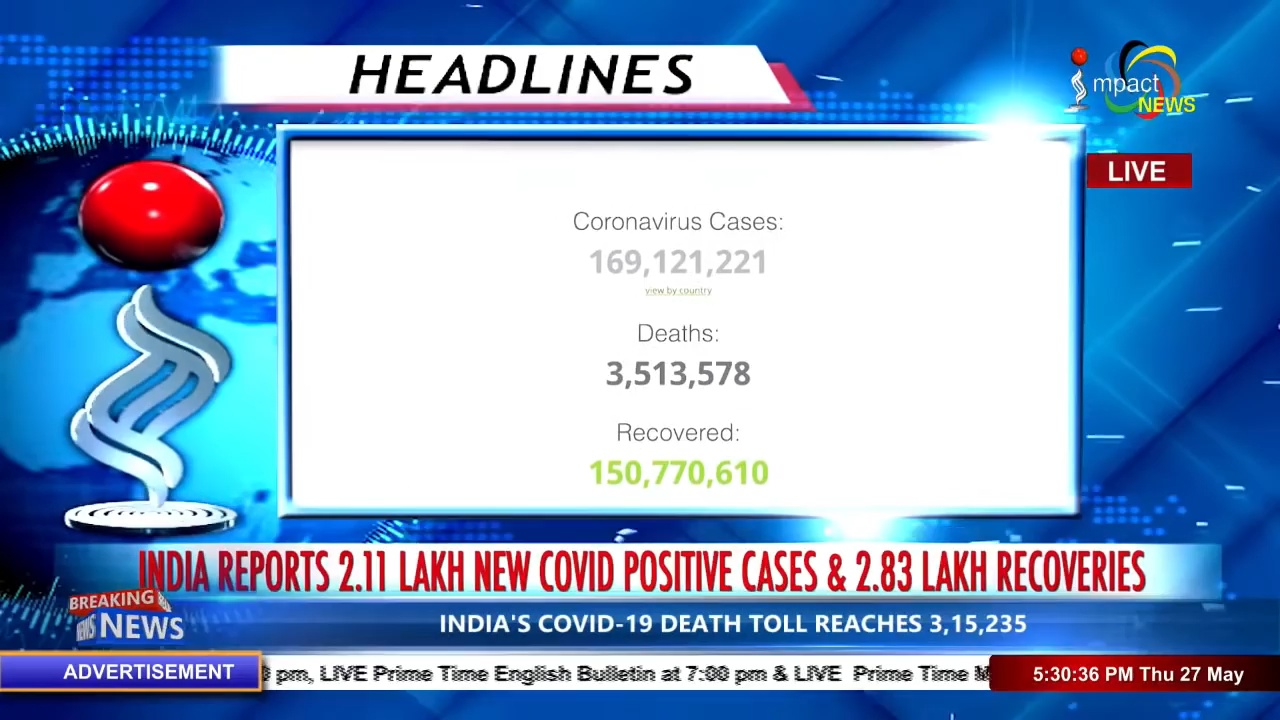 HEADLINES
mpact
NEWS
LIVE
Coronavirus Cases:
169,121,221
view by country
Deaths:
3,513,578
Recovered:
150,770,610
INDIA REPORTS 2.11 LAKH NEW COVID POSITIVE CASES & 2.83 LAKH RECOVERIES
BREAKING
NEWS NEWS
INDIA'S COVID-19 DEATH TOLL REACHES 3,15,235
ADVERTISEMENT
pm, LIVE Prime Time English Bulletin at 7:00 pm & LIVE Prime Time
5:30:36 PM Thu 27 May